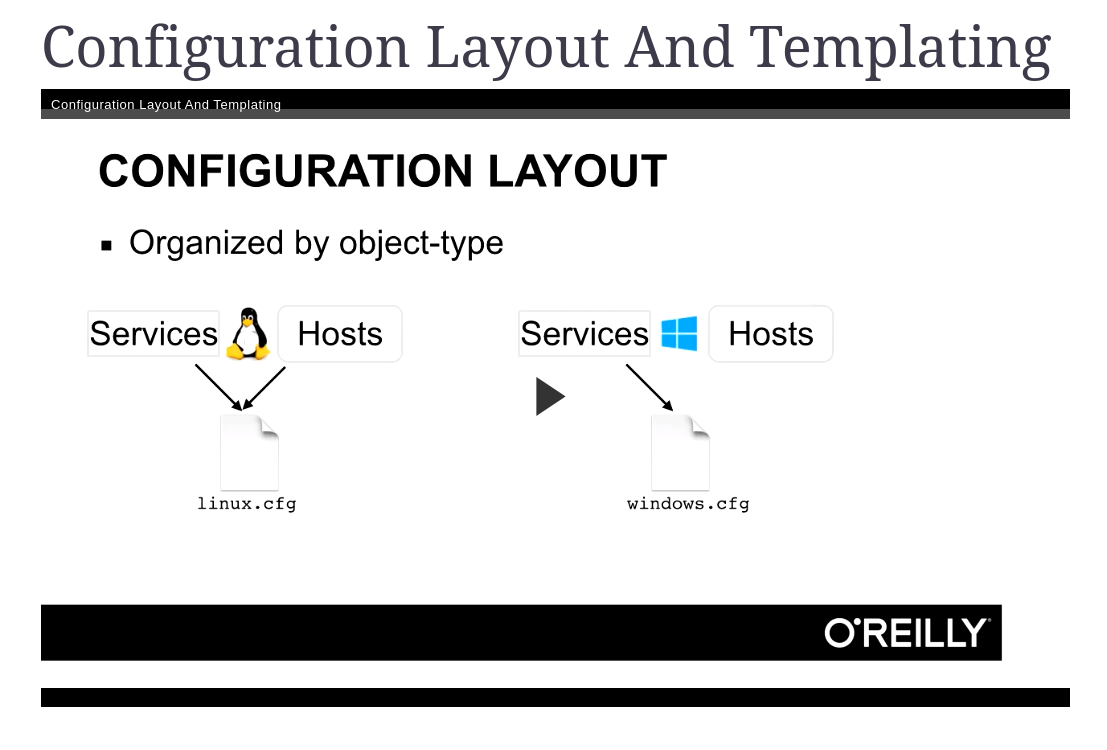 Configuration Layout And Templating
Configuration Layout And Templating
CONFIGURATION LAYOUT
▪ Organized by object-type
Services Hosts Services Hosts
linux.cfg windows.cfg
O'REILLY®